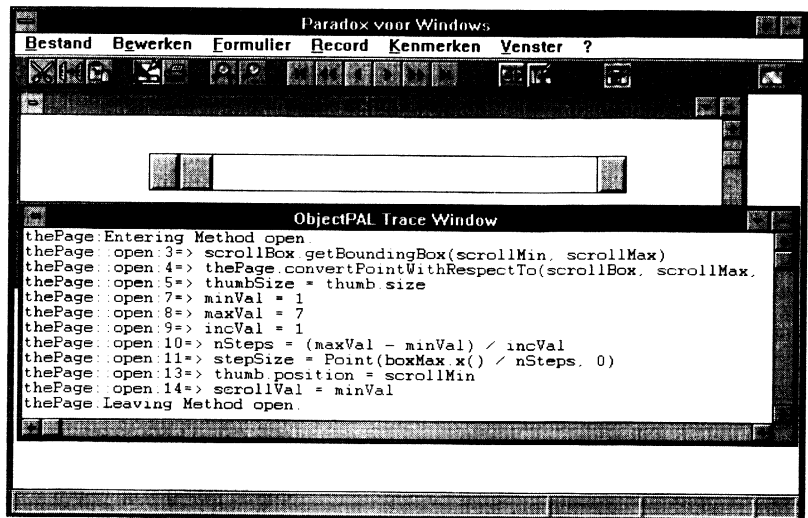 Paradox voor Windows
Bestand Bewerken Formulier Record Kenmerken Venster ?
ObjectPAL Trace Window
thePage:Entering Method open.
thePage::open:3=> scrollBox.getBoundingBox(scrollMin, scrollMax)
thePage::open:4=> thePage.convertPointWithRespectTo(scrollBox, scrollMax,
thePage::open:5=> thumbSize = thumb.size
thePage::open:7=> minVal = 1
thePage::open:8=> maxVal = 7
thePage::open:9=> incVal = 1
thePage::open:10=> nSteps = (maxVal - minVal) / incVal
thePage::open:11=> stepSize = Point(boxMax.x() / nSteps, 0)
thePage::open:13=> thumb.position = scrollMin
thePage::open:14=> scrollVal = minVal
thePage:Leaving Method open.